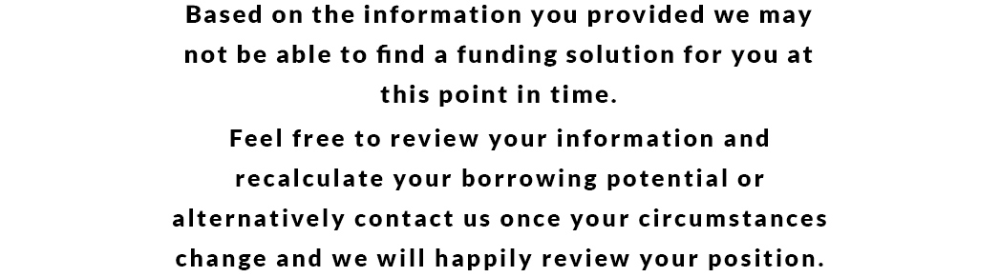 Based on the information you provided we may
not be able to find a funding solution for you at
this point in time.
Feel free to review your information and
recalculate your borrowing potential or
alternatively contact us once your circumstances
change and we will happily review your position.